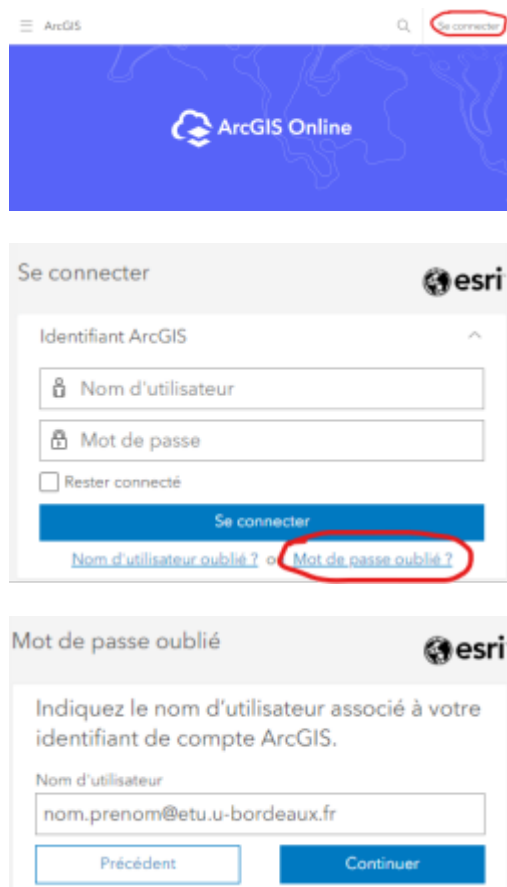 ArcGIS
Se connecter
ArcGIS Online
Se connecter
esri
Identifiant ArcGIS
Nom d'utilisateur
Mot de passe
Rester connecté
Se connecter
Nom d'utilisateur oublié ? ou Mot de passe oublié ?
Mot de passe oublié
esri
Indiquez le nom d'utilisateur associé à votre
identifiant de compte ArcGIS.
Nom d'utilisateur
nom.prenom@etu.u-bordeaux.fr
Précédent
Continuer